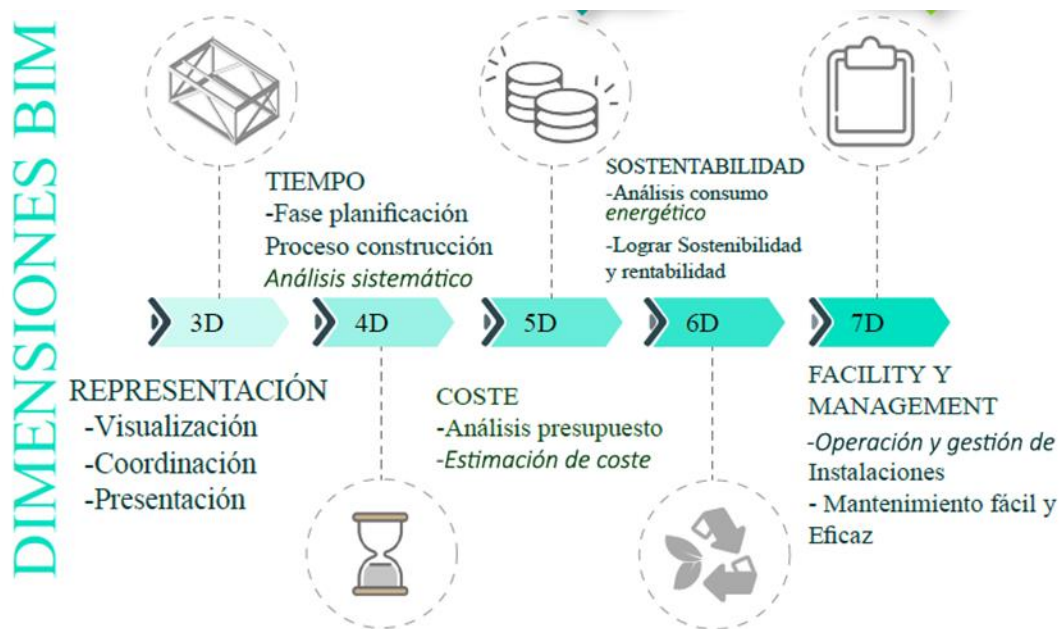 DIMENSIONES BIM
TIEMPO
-Fase planificación
Proceso construcción
Análisis sistemático
SOSTENTABILIDAD
-Análisis consumo
energético
-Lograr Sostenibilidad
y rentabilidad
3D
4D
5D
6D
7D
REPRESENTACIÓN
-Visualización
-Coordinación
-Presentación
COSTE
-Análisis presupuesto
-Estimación de coste
FACILITY Y
MANAGEMENT
-Operación y gestión de
Instalaciones
- Mantenimiento fácil y
Eficaz